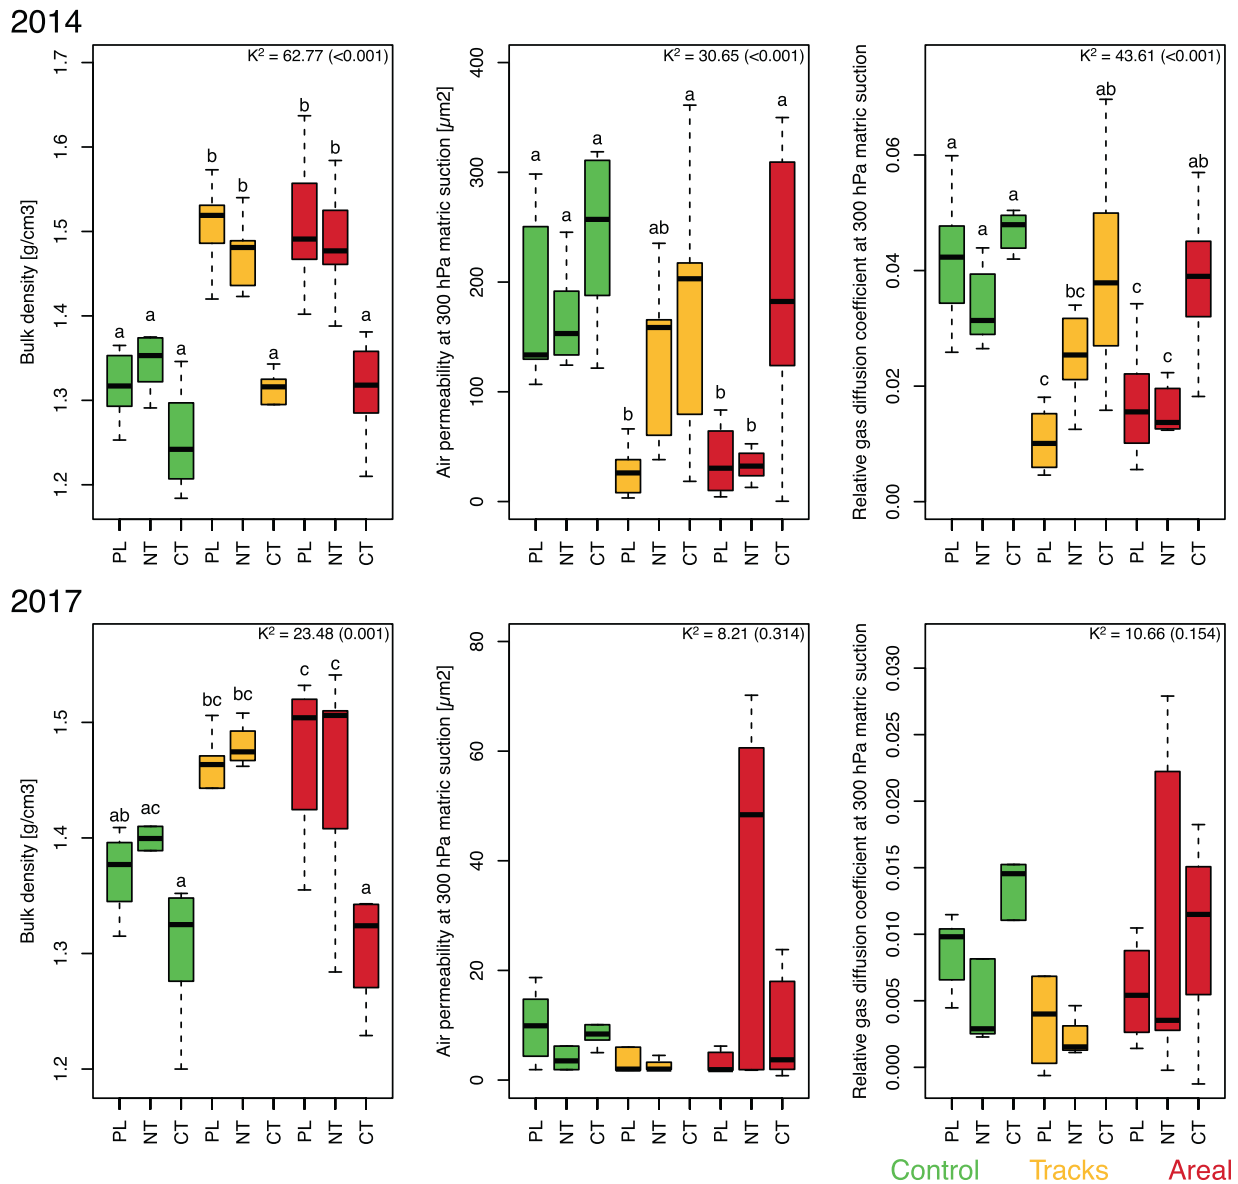 2014
K² = 62.77 (<0.001)
Bulk density [g/cm3]
1.7
1.6
1.5
1.4
1.3
1.2
a a a b b a b b a
PL NT CT PL NT CT PL NT CT
K² = 30.65 (<0.001)
Air permeability at 300 hPa matric suction [µm2]
400
300
200
100
0
a a a b ab a b b a
PL NT CT PL NT CT PL NT CT
K² = 43.61 (<0.001)
Relative gas diffusion coefficient at 300 hPa matric suction
0.06
0.04
0.02
0.00
a a a c bc ab c c ab
PL NT CT PL NT CT PL NT CT
2017
K² = 23.48 (0.001)
Bulk density [g/cm3]
1.5
1.4
1.3
1.2
ab ac a bc bc c c a
PL NT CT PL NT CT PL NT CT
K² = 8.21 (0.314)
Air permeability at 300 hPa matric suction [µm2]
80
60
40
20
0
PL NT CT PL NT CT PL NT CT
K² = 10.66 (0.154)
Relative gas diffusion coefficient at 300 hPa matric suction
0.030
0.025
0.020
0.015
0.010
0.005
0.000
PL NT CT PL NT CT PL NT CT
Control Tracks Areal